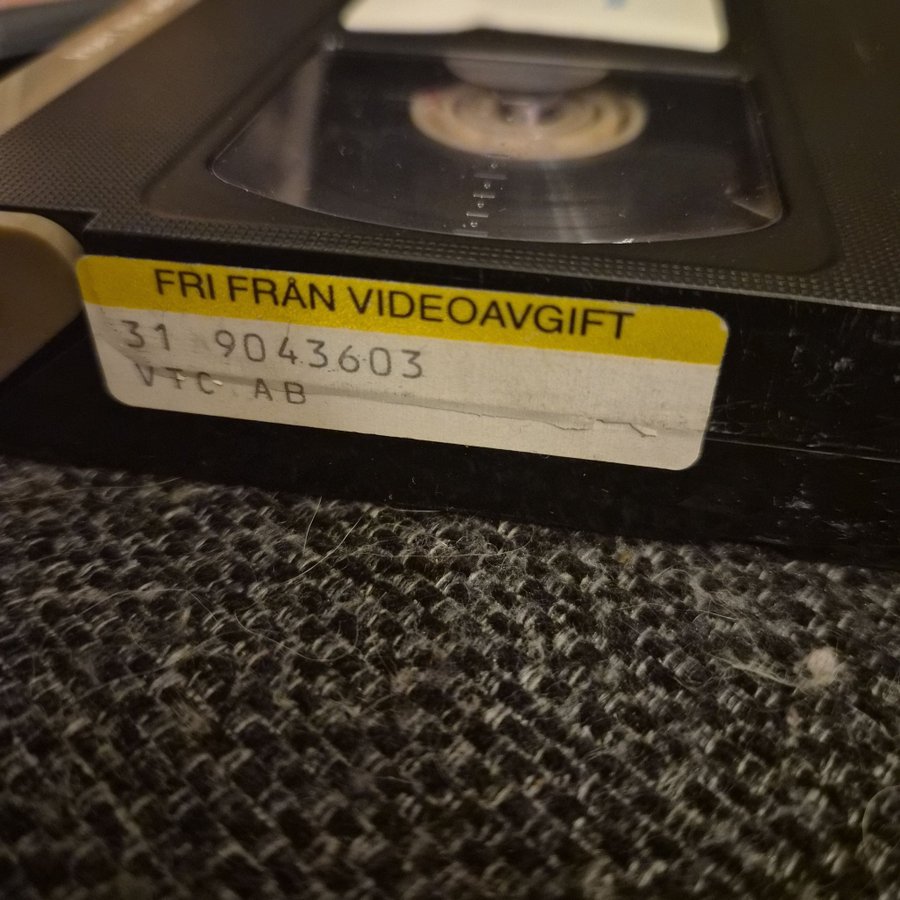 FRI FRÅN VIDEOAVGIFT
31 9043603
VTC AB